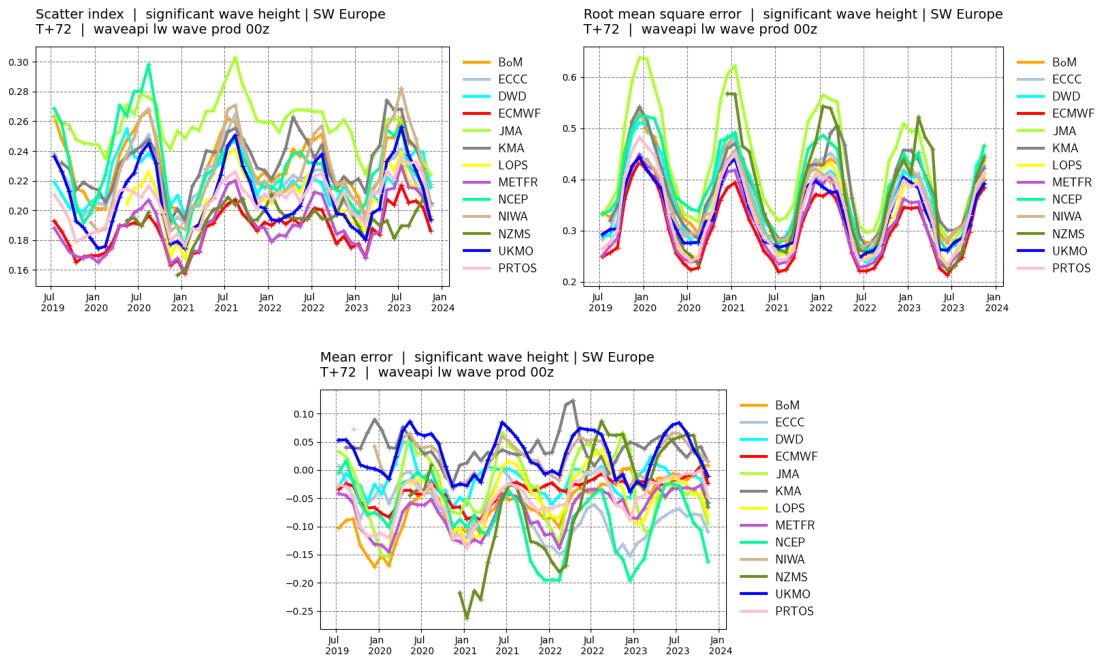 Scatter index | significant wave height | SW Europe
T+72 | waveapi lw wave prod 00z
0.30
0.28
0.26
0.24
0.22
0.20
0.18
0.16
Jul 2019
Jan 2020
Jul 2020
Jan 2021
Jul 2021
Jan 2022
Jul 2022
Jan 2023
Jul 2023
Jan 2024
BoM
ECCC
DWD
ECMWF
JMA
KMA
LOPS
METFR
NCEP
NIWA
NZMS
UKMO
PRTOS
Root mean square error | significant wave height | SW Europe
T+72 | waveapi lw wave prod 00z
0.6
0.5
0.4
0.3
0.2
Jul 2019
Jan 2020
Jul 2020
Jan 2021
Jul 2021
Jan 2022
Jul 2022
Jan 2023
Jul 2023
Jan 2024
BoM
ECCC
DWD
ECMWF
JMA
KMA
LOPS
METFR
NCEP
NIWA
NZMS
UKMO
PRTOS
Mean error | significant wave height | SW Europe
T+72 | waveapi lw wave prod 00z
0.10
0.05
0.00
−0.05
−0.10
−0.15
−0.20
−0.25
Jul 2019
Jan 2020
Jul 2020
Jan 2021
Jul 2021
Jan 2022
Jul 2022
Jan 2023
Jul 2023
Jan 2024
BoM
ECCC
DWD
ECMWF
JMA
KMA
LOPS
METFR
NCEP
NIWA
NZMS
UKMO
PRTOS